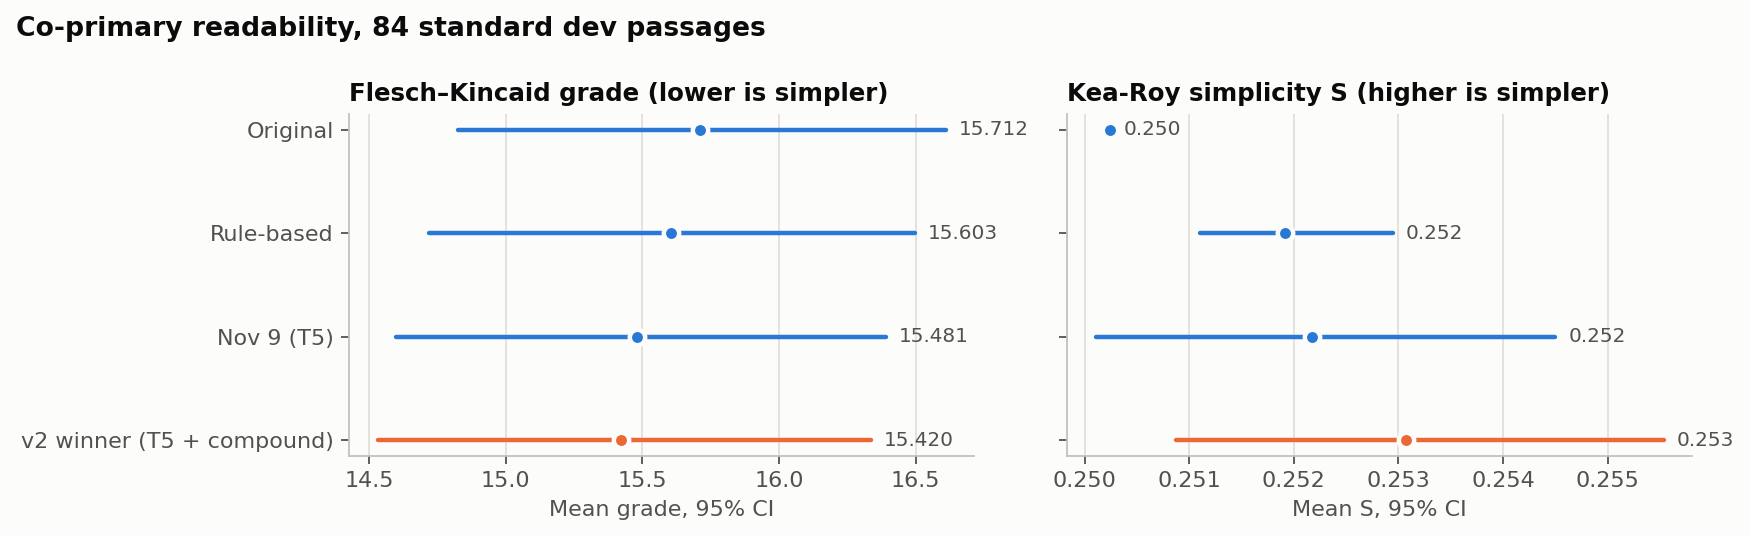 Co-primary readability, 84 standard dev passages
Flesch–Kincaid grade (lower is simpler)
Original
15.712
Rule-based
15.603
Nov 9 (T5)
15.481
v2 winner (T5 + compound)
15.420
14.5 15.0 15.5 16.0 16.5
Mean grade, 95% CI
Kea-Roy simplicity S (higher is simpler)
0.250
0.252
0.252
0.253
0.250 0.251 0.252 0.253 0.254 0.255
Mean S, 95% CI